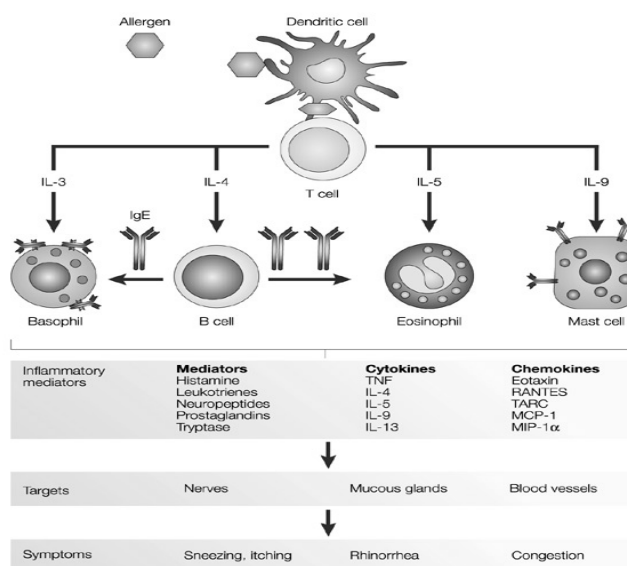 Allergen
Dendritic cell
T cell
IL-3
IL-4
IL-5
IL-9
IgE
Basophil
B cell
Eosinophil
Mast cell
Inflammatory mediators
Mediators
Histamine
Leukotrienes
Neuropeptides
Prostaglandins
Tryptase
Cytokines
TNF
IL-4
IL-5
IL-9
IL-13
Chemokines
Eotaxin
RANTES
TARC
MCP-1
MIP-1α
Targets
Nerves
Mucous glands
Blood vessels
Symptoms
Sneezing, itching
Rhinorrhea
Congestion